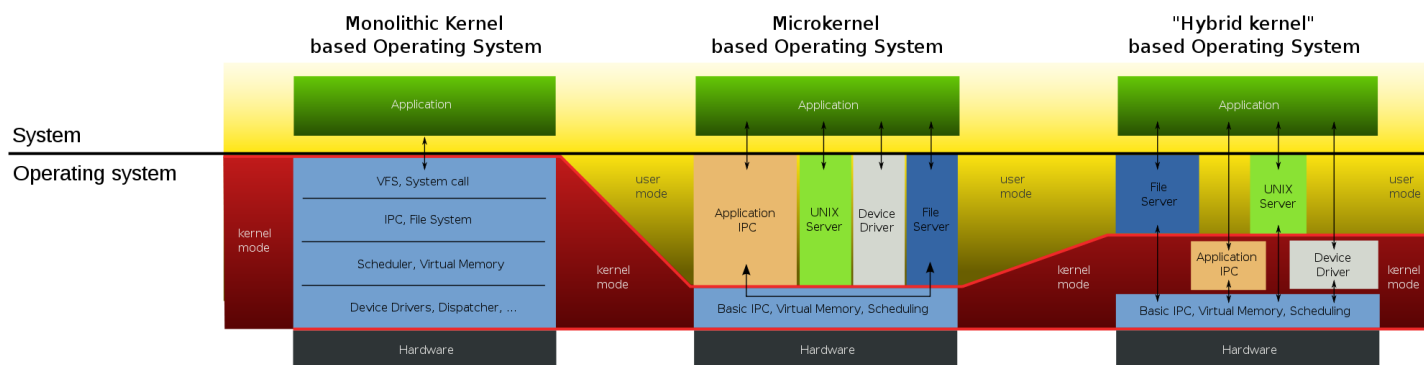 Monolithic Kernel
based Operating System
Microkernel
based Operating System
"Hybrid kernel"
based Operating System
Application
Application
Application
System
Operating system
kernel
mode
VFS, System call
IPC, File System
Scheduler, Virtual Memory
Device Drivers, Dispatcher, ...
Hardware
user
mode
kernel
mode
Application
IPC
UNIX
Server
Device
Driver
File
Server
Basic IPC, Virtual Memory, Scheduling
Hardware
user
mode
kernel
mode
File
Server
UNIX
Server
Application
IPC
Device
Driver
Basic IPC, Virtual Memory, Scheduling
Hardware
user
mode
kernel
mode